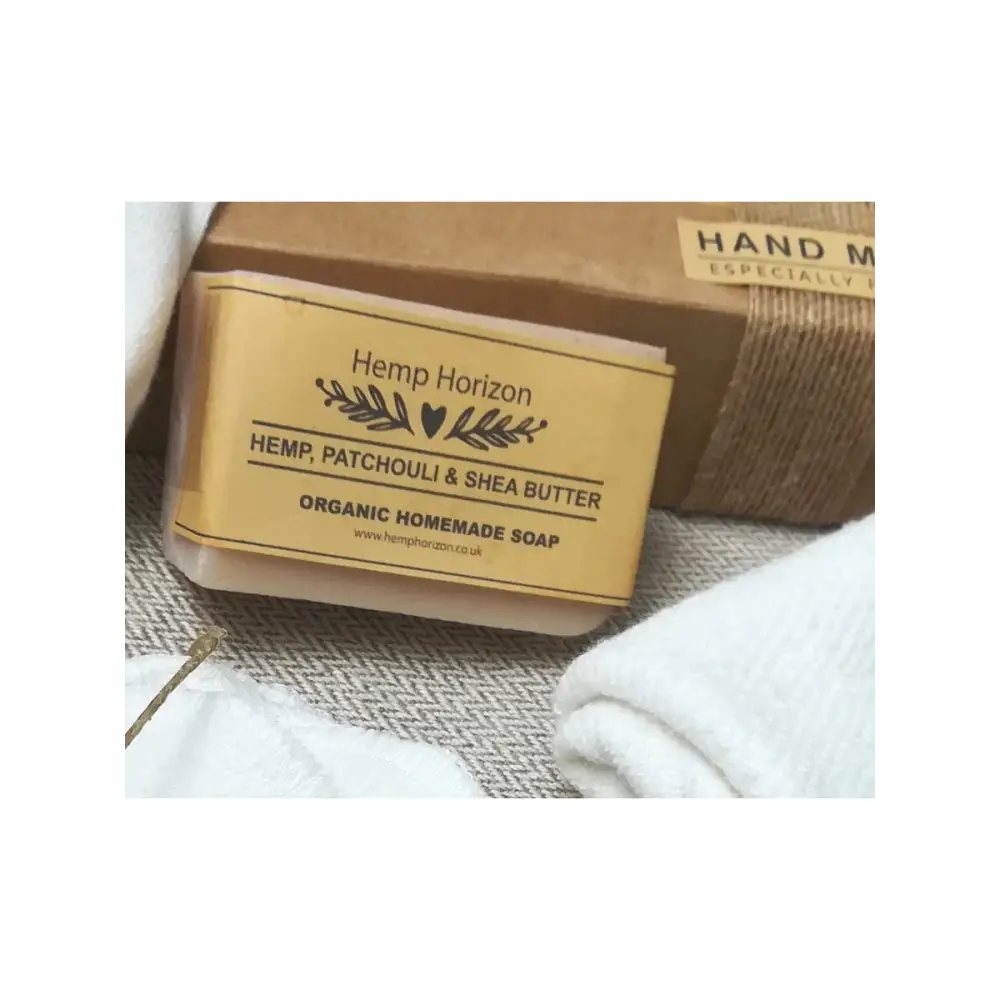 HAND M
ESPECIALLY
Hemp Horizon
HEMP, PATCHOULI & SHEA BUTTER
ORGANIC HOMEMADE SOAP
www.hemphorizon.co.uk